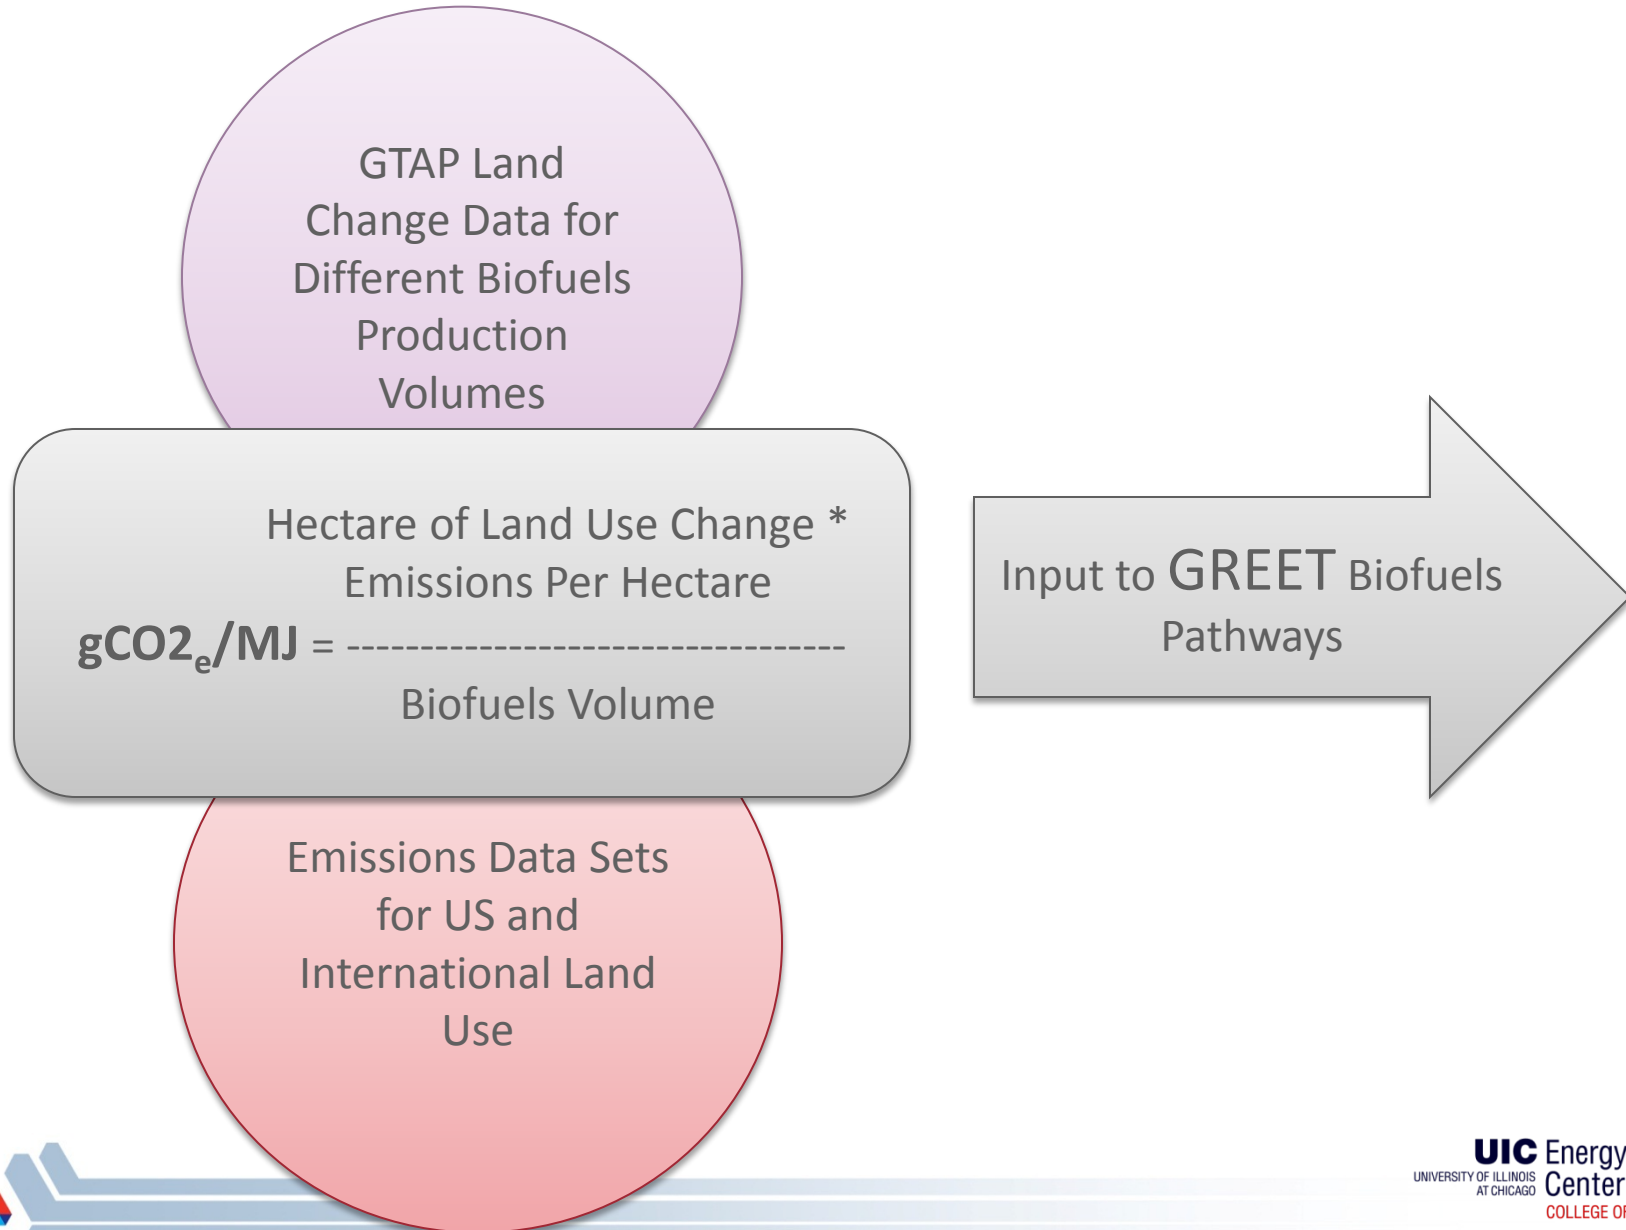 GTAP Land
Change Data for
Different Biofuels
Production
Volumes
Hectare of Land Use Change *
Emissions Per Hectare
gCO2e/MJ = ----------------------------------
Biofuels Volume
Input to GREET Biofuels
Pathways
Emissions Data Sets
for US and
International Land
Use
UIC Energy
UNIVERSITY OF ILLINOIS
AT CHICAGO Center
COLLEGE OF